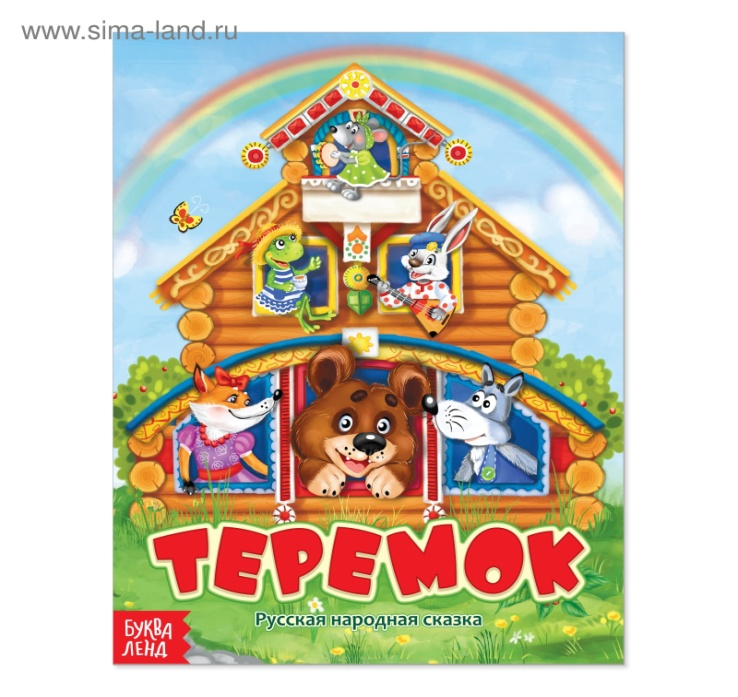 www.sima-land.ru
ТЕРЕМОК
Русская народная сказка
БУКВА
ЛЕНД